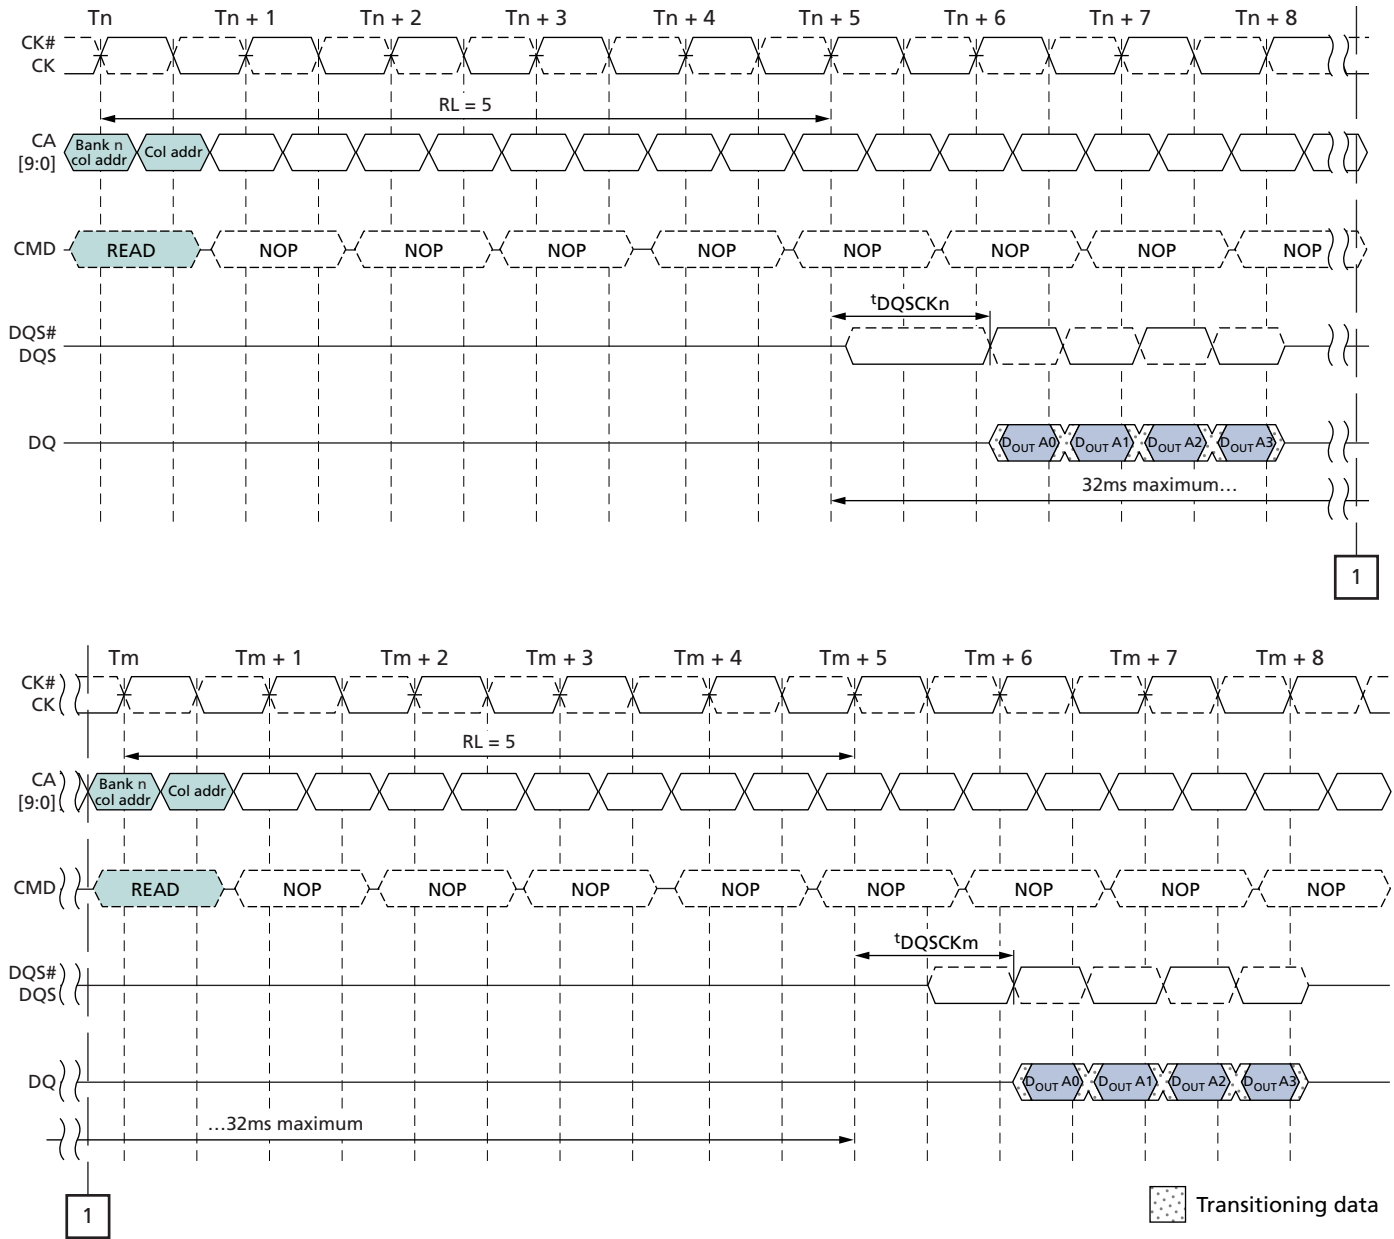 Tn Tn + 1 Tn + 2 Tn + 3 Tn + 4 Tn + 5 Tn + 6 Tn + 7 Tn + 8
CK#
CK
RL = 5
CA
[9:0]
Bank n
col addr
Col addr
CMD READ NOP NOP NOP NOP NOP NOP NOP NOP
tDQSCKn
DQS#
DQS
DQ DOUT A0 DOUT A1 DOUT A2 DOUT A3
32ms maximum…
1
Tm Tm + 1 Tm + 2 Tm + 3 Tm + 4 Tm + 5 Tm + 6 Tm + 7 Tm + 8
CK#
CK
RL = 5
CA
[9:0]
Bank n
col addr
Col addr
CMD READ NOP NOP NOP NOP NOP NOP NOP NOP
tDQSCKm
DQS#
DQS
DQ DOUT A0 DOUT A1 DOUT A2 DOUT A3
…32ms maximum
1
Transitioning data